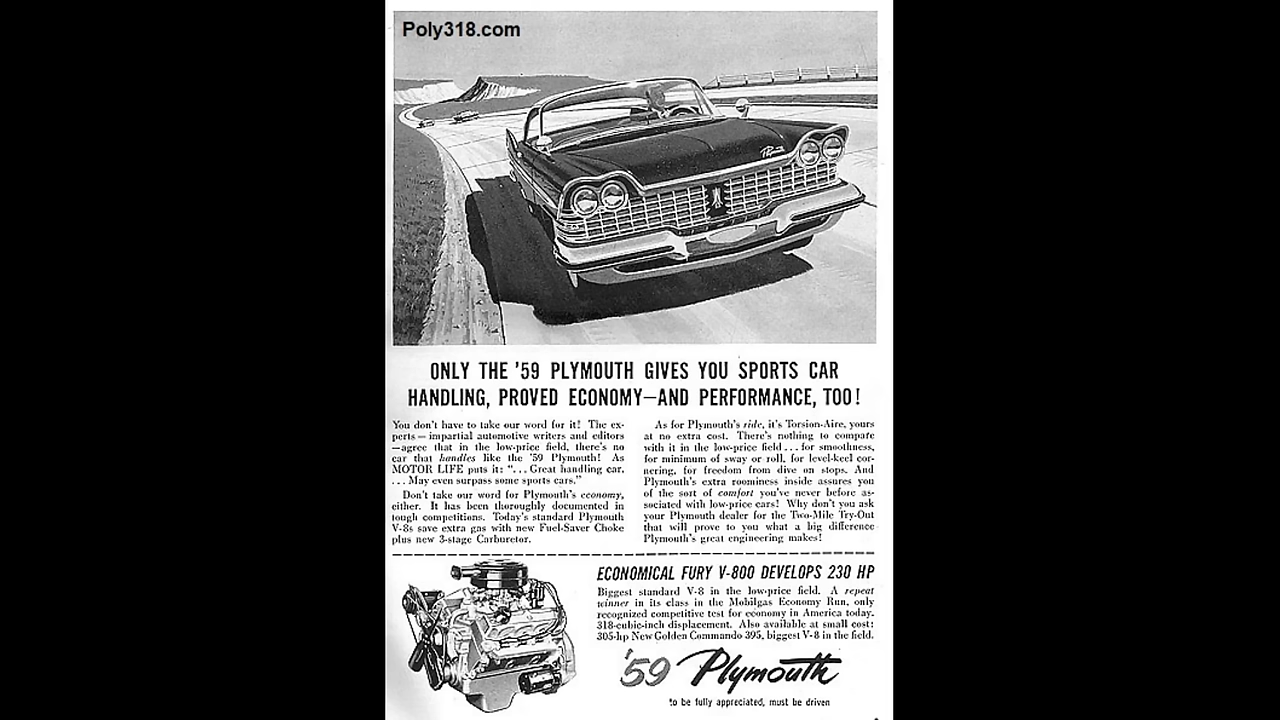 Poly318.com
Plymouth
ONLY THE '59 PLYMOUTH GIVES YOU SPORTS CAR
HANDLING, PROVED ECONOMY—AND PERFORMANCE, TOO!
You don't have to take our word for it! The ex-
perts — impartial automotive writers and editors
—agree that in the low-price field, there's no
car that handles like the '59 Plymouth! As
MOTOR LIFE puts it: “...Great handling car.
...May even surpass some sports cars.”
Don't take our word for Plymouth's economy,
either. It has been thoroughly documented in
tough competitions. Today's standard Plymouth
V-8s save extra gas with new Fuel-Saver Choke
plus new 3-stage Carburetor.
As for Plymouth's ride, it's Torsion-Aire, yours
at no extra cost. There's nothing to compare
with it in the low-price field...for smoothness,
for minimum of sway or roll, for level-keel cor-
nering, for freedom from dive on stops. And
Plymouth's extra roominess inside assures you
of the sort of comfort you've never before as-
sociated with low-price cars! Why don't you ask
your Plymouth dealer for the Two-Mile Try-Out
that will prove to you what a big difference
Plymouth's great engineering makes!
ECONOMICAL FURY V-800 DEVELOPS 230 HP
Biggest standard V-8 in the low-price field. A repeat
winner in its class in the Mobilgas Economy Run, only
recognized competitive test for economy in America today.
318-cubic-inch displacement. Also available at small cost:
305-hp New Golden Commando 395, biggest V-8 in the field.
'59 Plymouth
to be fully appreciated, must be driven